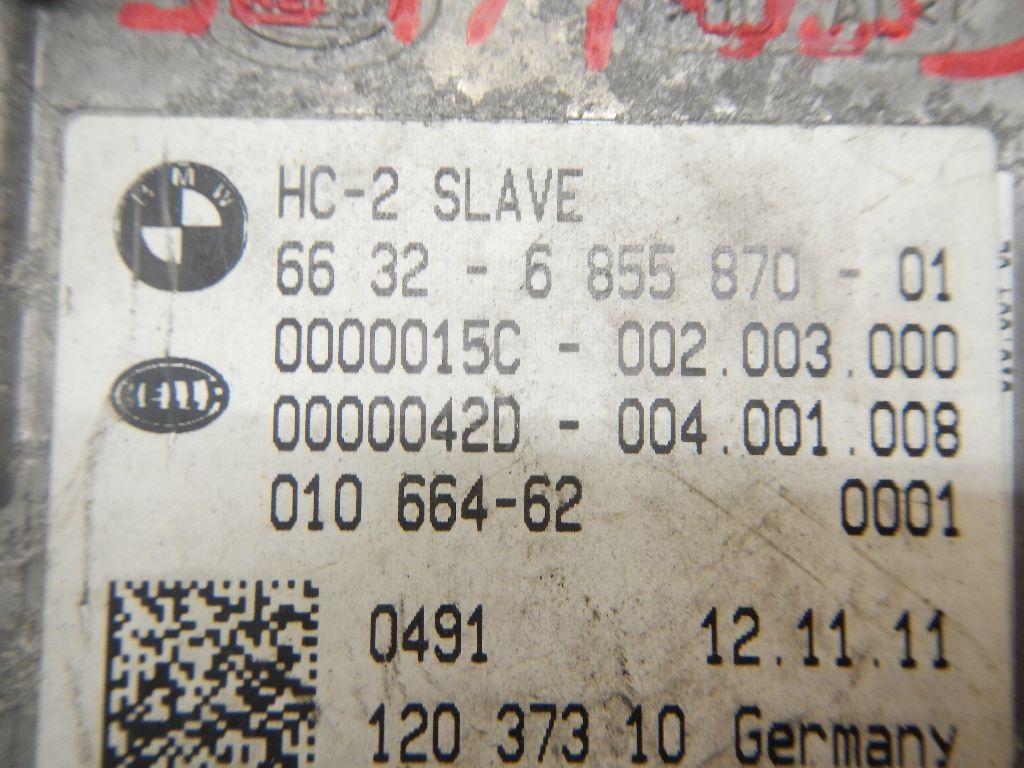 BMW
HC-2 SLAVE
66 32 - 6 855 870 - 01
0000015C - 002.003.000
0000042D - 004.001.008
010 664-62 0001
0491 12.11.11
120 373 10 Germany